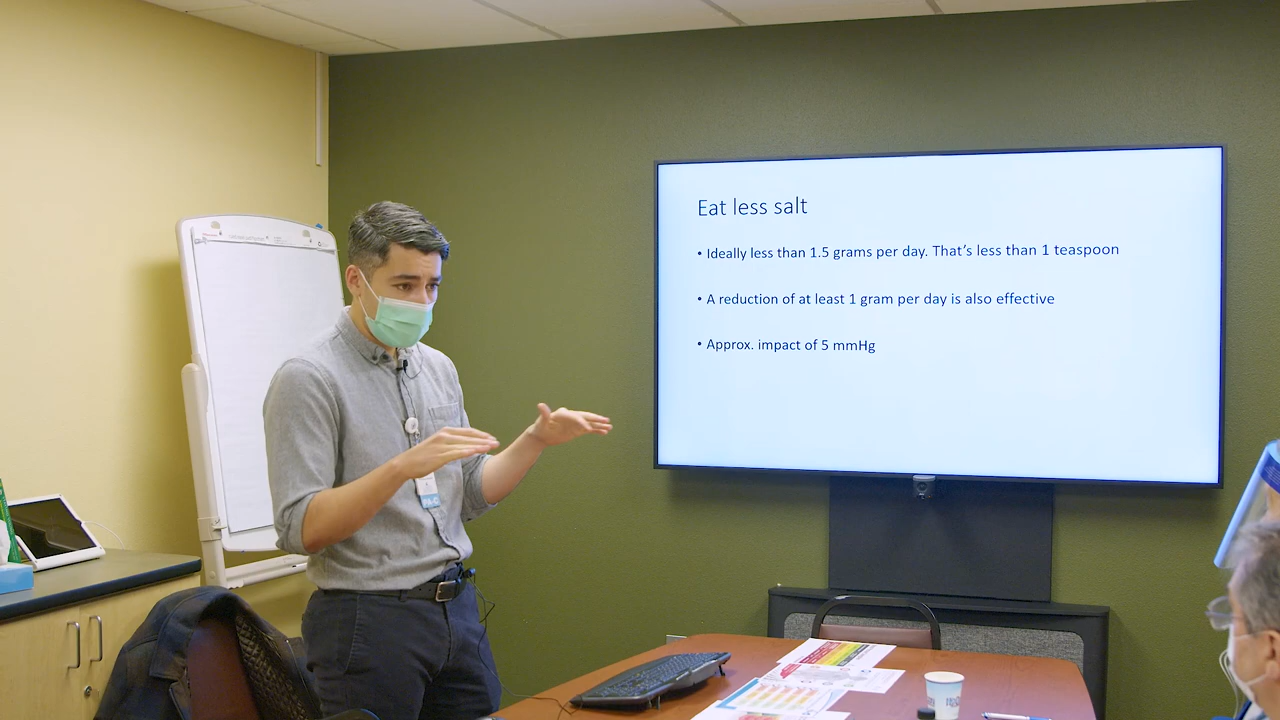 Eat less salt
• Ideally less than 1.5 grams per day. That’s less than 1 teaspoon
• A reduction of at least 1 gram per day is also effective
• Approx. impact of 5 mmHg